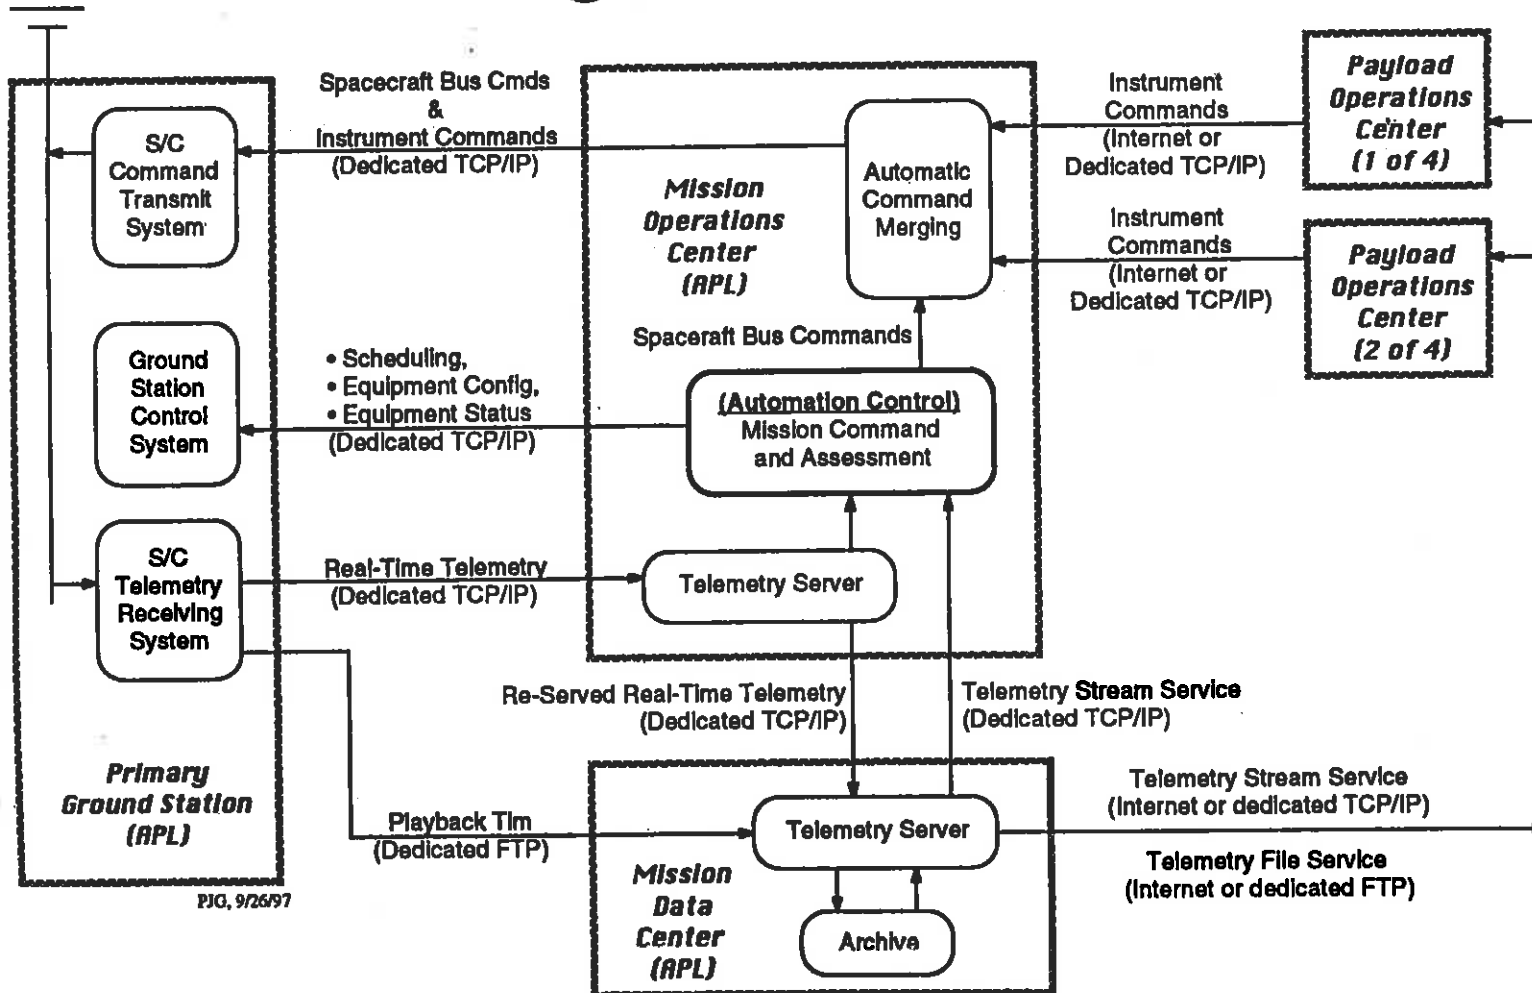 Spacecraft Bus Cmds
&
Instrument Commands
(Dedicated TCP/IP)
S/C
Command
Transmit
System
Ground
Station
Control
System
S/C
Telemetry
Receiving
System
Primary
Ground Station
(APL)
PJG, 9/26/97
• Scheduling,
• Equipment Config,
• Equipment Status
(Dedicated TCP/IP)
Real-Time Telemetry
(Dedicated TCP/IP)
Playback Tlm
(Dedicated FTP)
Mission
Operations
Center
(APL)
Automatic
Command
Merging
Spaceraft Bus Commands
(Automation Control)
Mission Command
and Assessment
Telemetry Server
Re-Served Real-Time Telemetry
(Dedicated TCP/IP)
Telemetry Stream Service
(Dedicated TCP/IP)
Telemetry Server
Archive
Mission
Data
Center
(APL)
Instrument
Commands
(Internet or
Dedicated TCP/IP)
Payload
Operations
Center
(1 of 4)
Instrument
Commands
(Internet or
Dedicated TCP/IP)
Payload
Operations
Center
(2 of 4)
Telemetry Stream Service
(Internet or dedicated TCP/IP)
Telemetry File Service
(Internet or dedicated FTP)